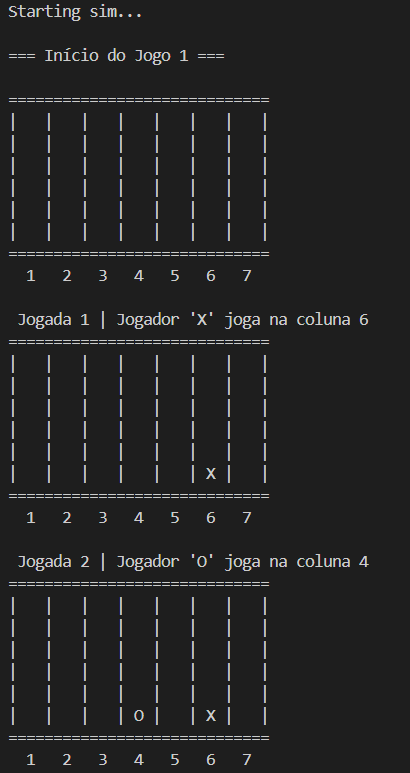 Starting sim...
=== Início do Jogo 1 ===
=============================
|   |   |   |   |   |   |   |
|   |   |   |   |   |   |   |
|   |   |   |   |   |   |   |
|   |   |   |   |   |   |   |
|   |   |   |   |   |   |   |
|   |   |   |   |   |   |   |
=============================
  1   2   3   4   5   6   7
 Jogada 1 | Jogador 'X' joga na coluna 6
=============================
|   |   |   |   |   |   |   |
|   |   |   |   |   |   |   |
|   |   |   |   |   |   |   |
|   |   |   |   |   |   |   |
|   |   |   |   |   |   |   |
|   |   |   |   |   | X |   |
=============================
  1   2   3   4   5   6   7
 Jogada 2 | Jogador 'O' joga na coluna 4
=============================
|   |   |   |   |   |   |   |
|   |   |   |   |   |   |   |
|   |   |   |   |   |   |   |
|   |   |   |   |   |   |   |
|   |   |   |   |   |   |   |
|   |   |   | O |   | X |   |
=============================
  1   2   3   4   5   6   7